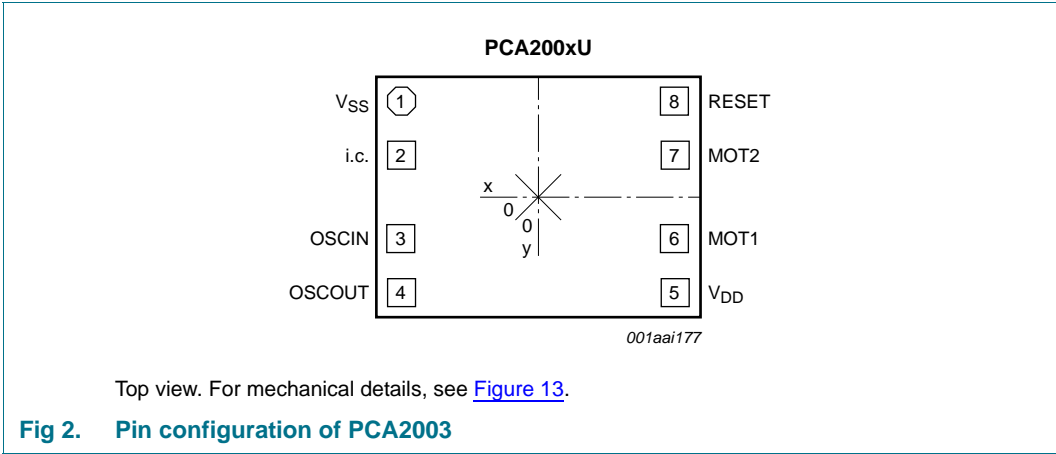 PCA200xU
VSS 1 8 RESET
i.c. 2 7 MOT2
x
0
0
y
OSCIN 3 6 MOT1
OSCOUT 4 5 VDD
001aai177
Top view. For mechanical details, see Figure 13.
Fig 2. Pin configuration of PCA2003